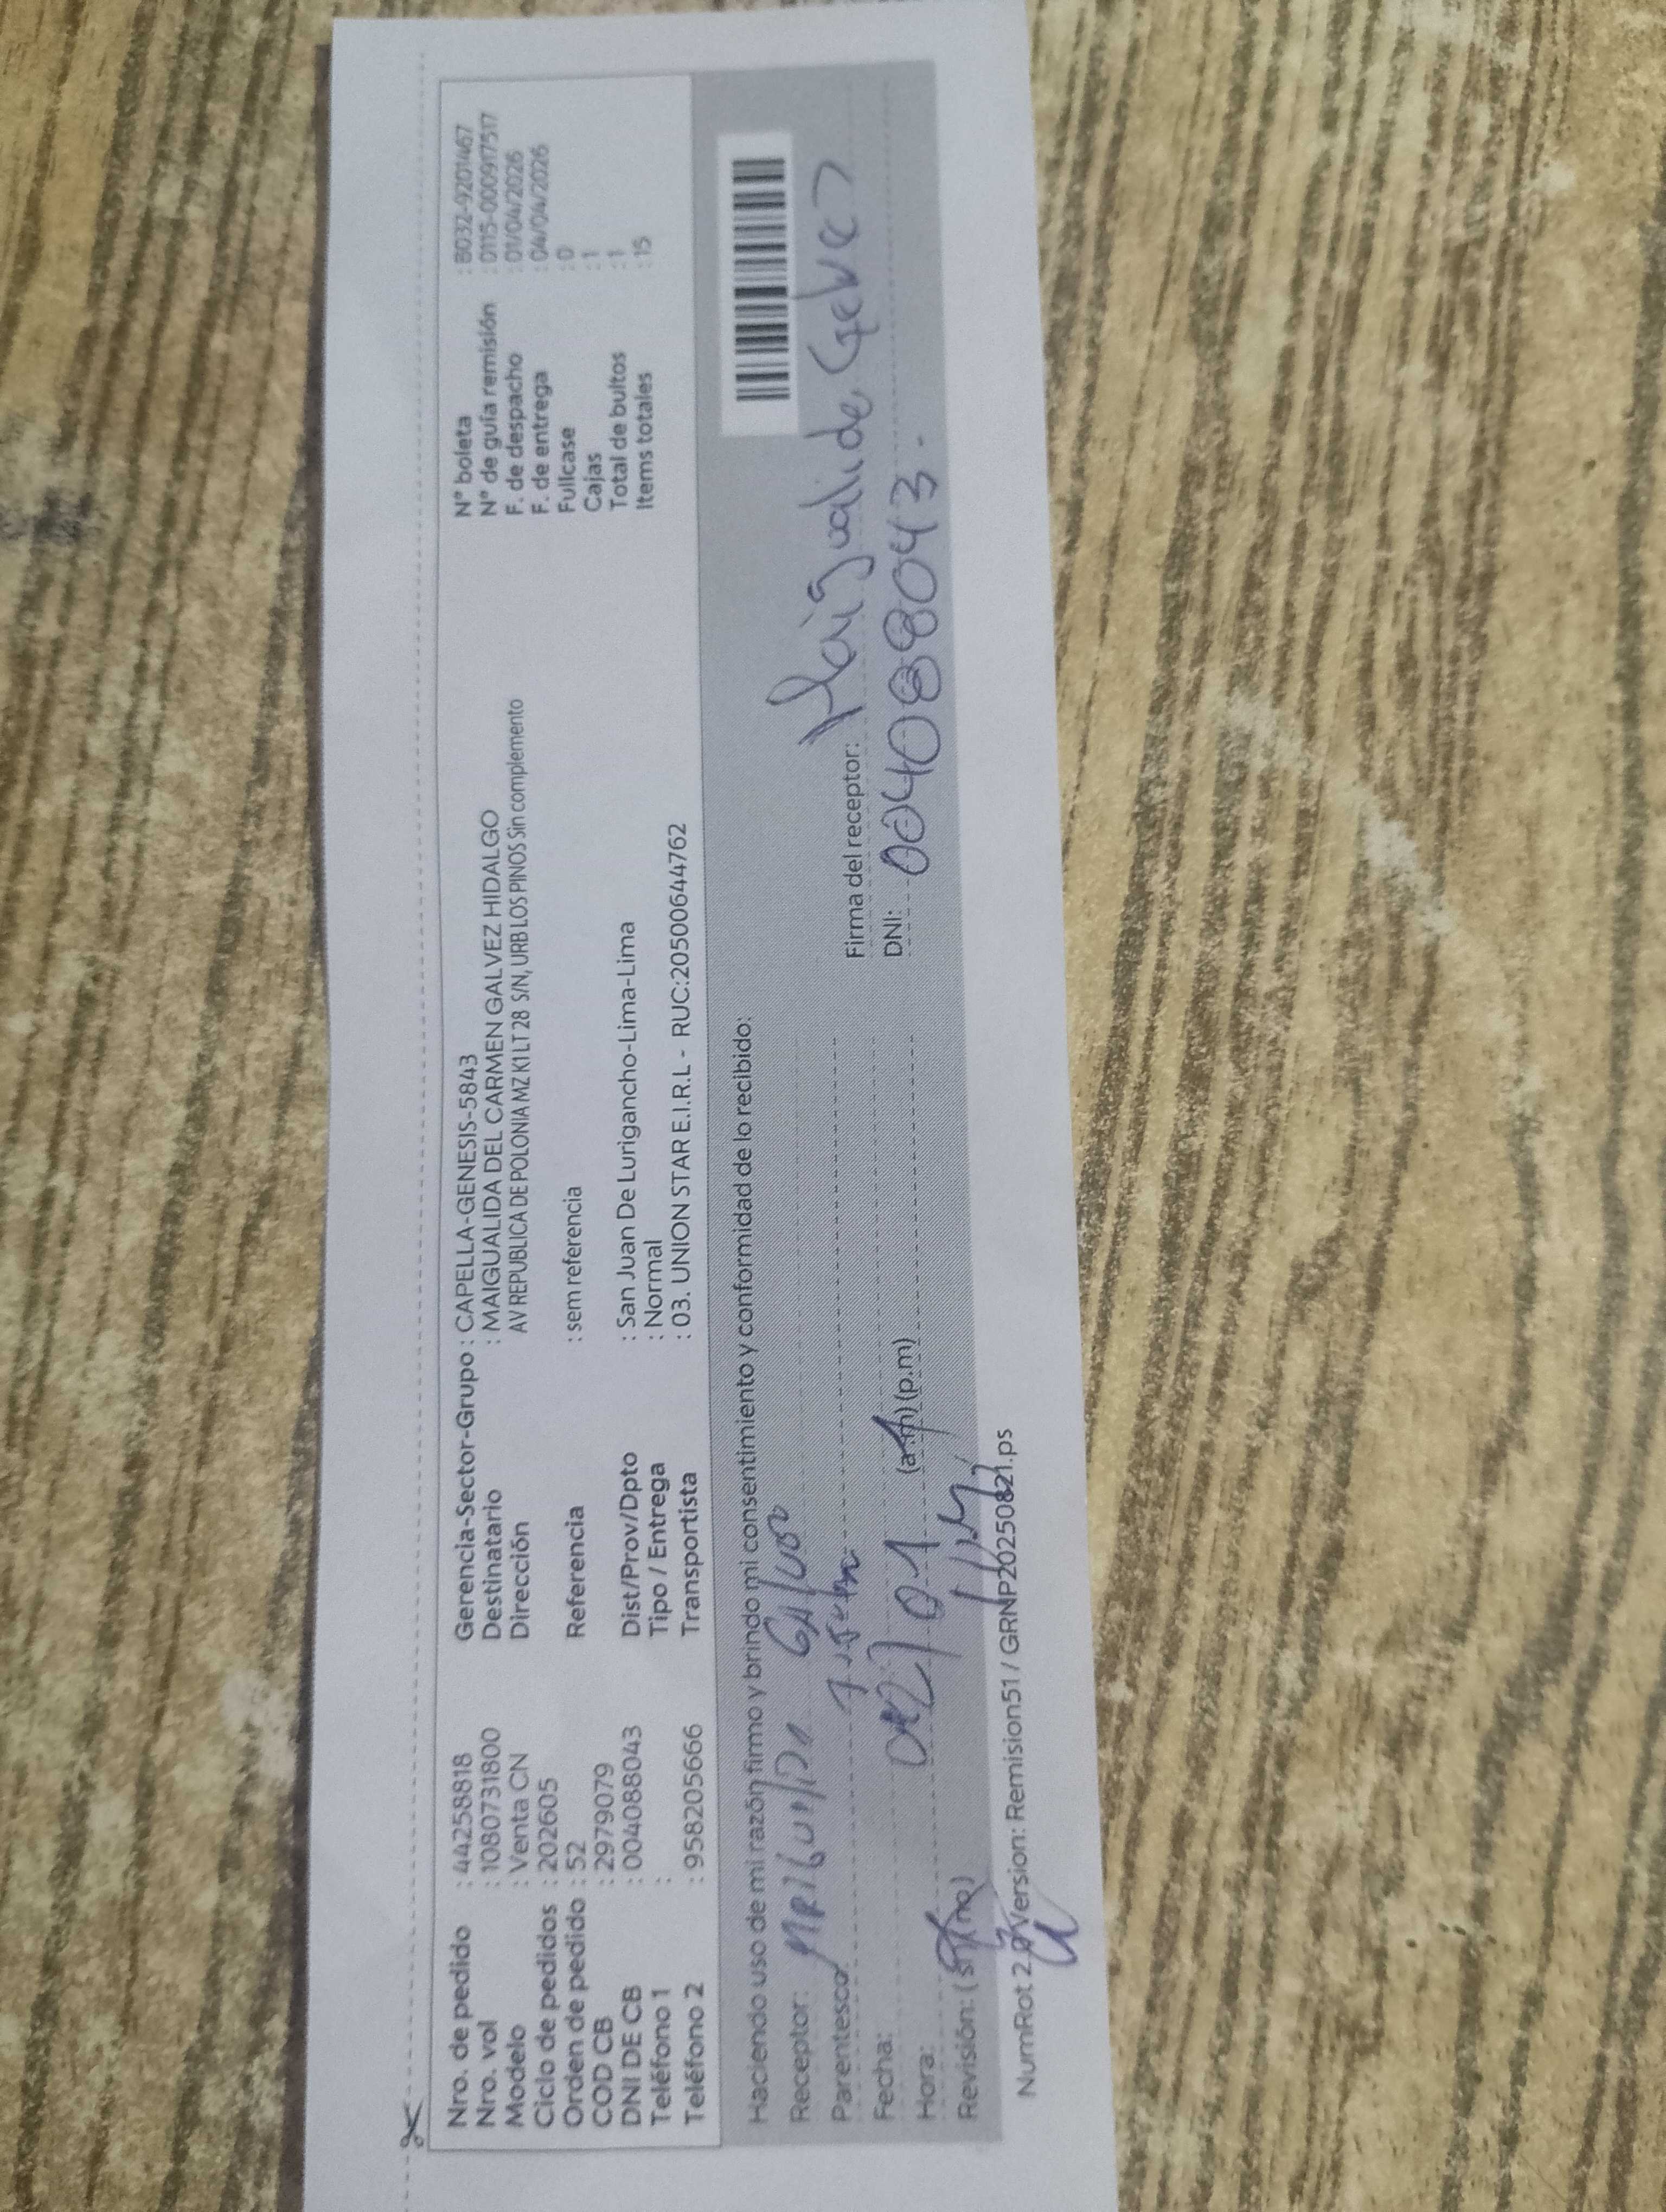 Nro. de pedido : 44258818
Nro. vol : 1080731800
Modelo : Venta CN
Ciclo de pedidos : 202605
Orden de pedido : 52
COD CB : 2979079
DNI DE CB : 004088043
Teléfono 1 :
Teléfono 2 : 958205666
Gerencia-Sector-Grupo : CAPELLA-GENESIS-5843
Destinatario : MAIGUALIDA DEL CARMEN GALVEZ HIDALGO
Dirección AV REPUBLICA DE POLONIA MZ K1 LT 28 S/N, URB LOS PINOS Sin complemento
Referencia : sem referencia
Dist/Prov/Dpto : San Juan De Lurigancho-Lima-Lima
Tipo / Entrega : Normal
Transportista : 03. UNION STAR E.I.R.L - RUC:20500644762
N° boleta : B032-9201467
N° de guía remisión : 0115-000917517
F. de despacho : 01/04/2026
F. de entrega : 04/04/2026
Fullcase : 0
Cajas : 1
Total de bultos : 1
Items totales : 15
Haciendo uso de mi razón firmo y brindo mi consentimiento y conformidad de lo recibido:
Receptor:
Parentesco:
Fecha:
Hora: (a.m) (p.m)
Revisión: (si) (no)
Firma del receptor:
DNI: 004088043.
NumRot 2.0 Version: Remision51 / GRNP20250821.ps